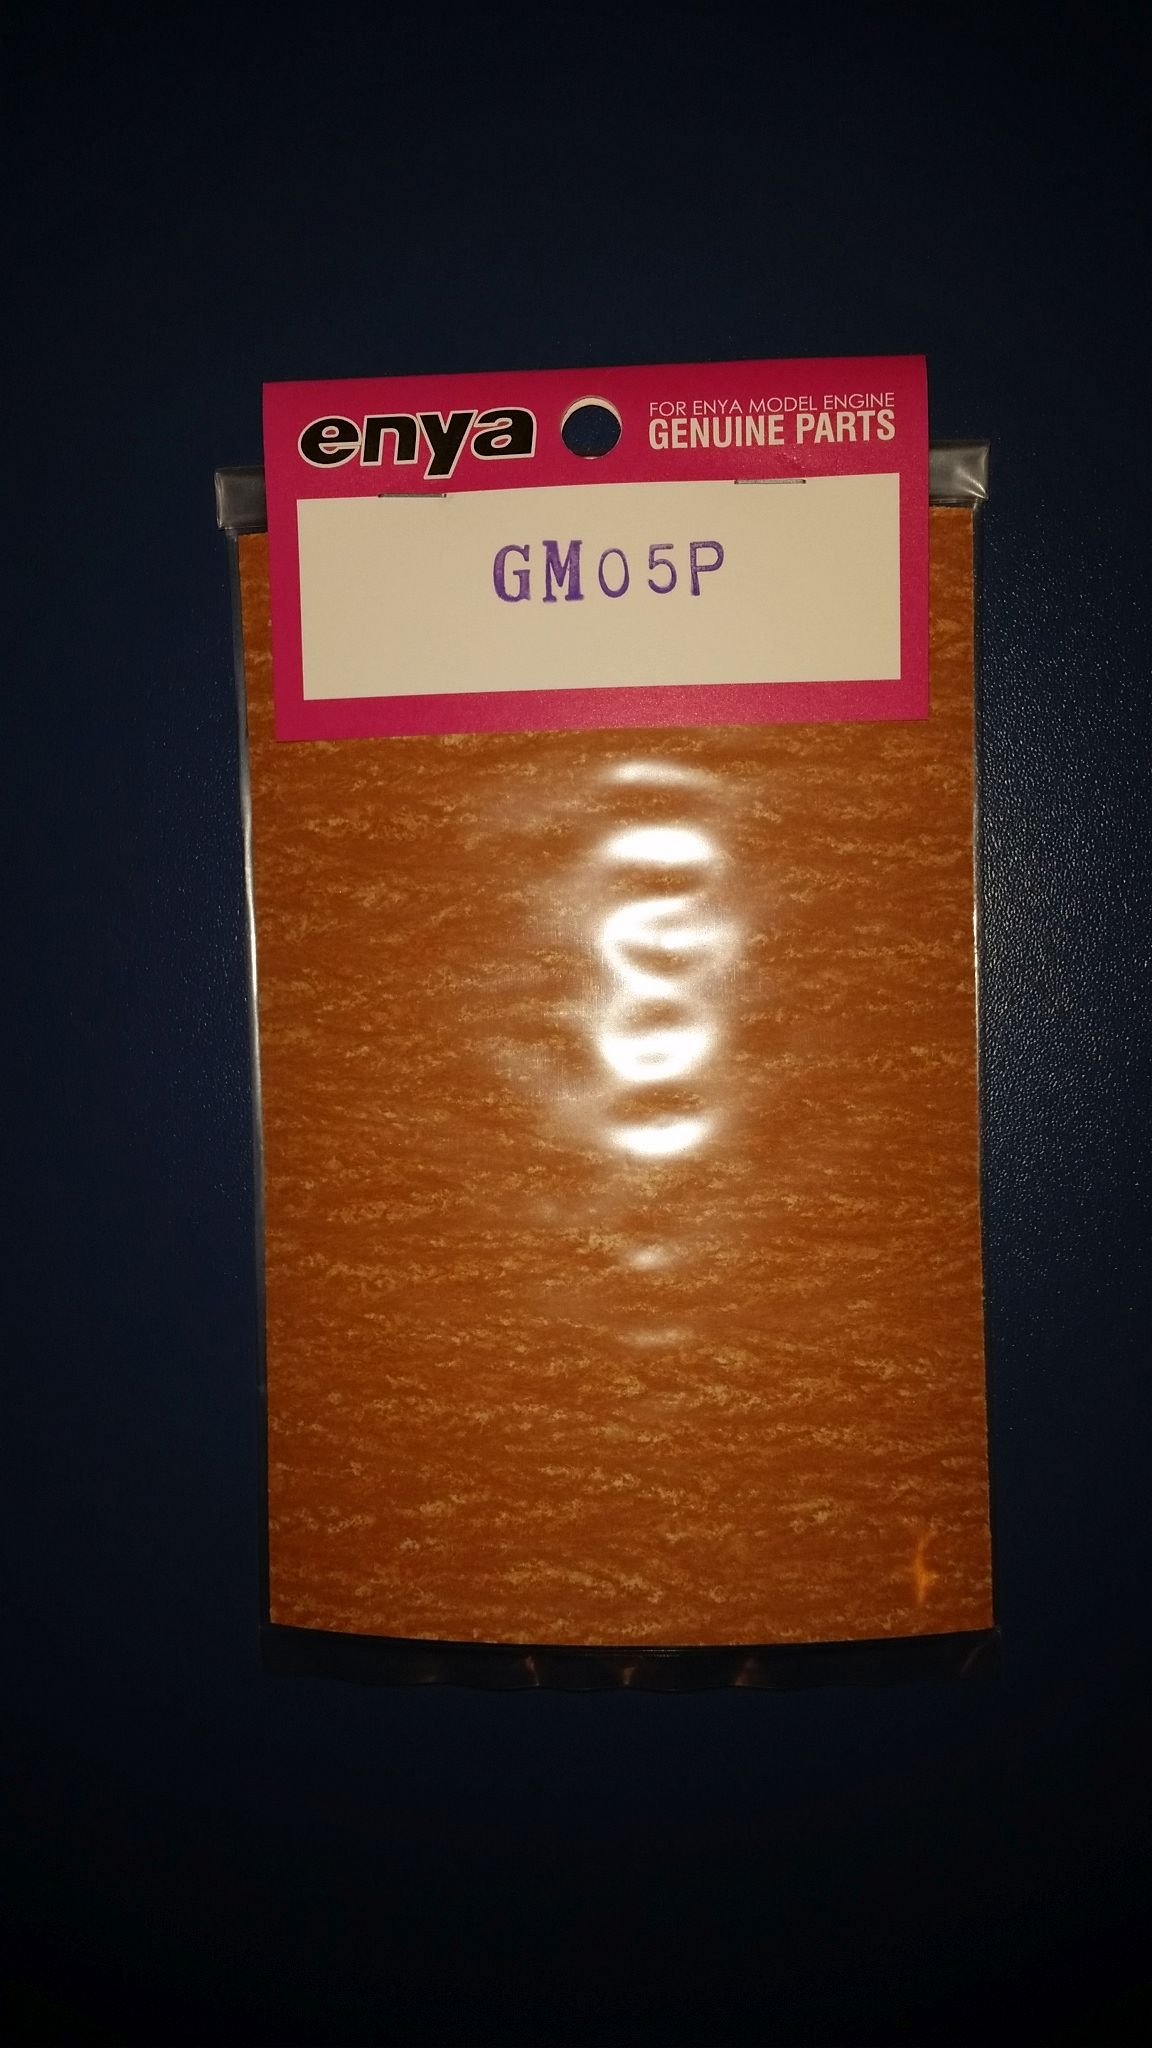 enya
FOR ENYA MODEL ENGINE
GENUINE PARTS
GM05P